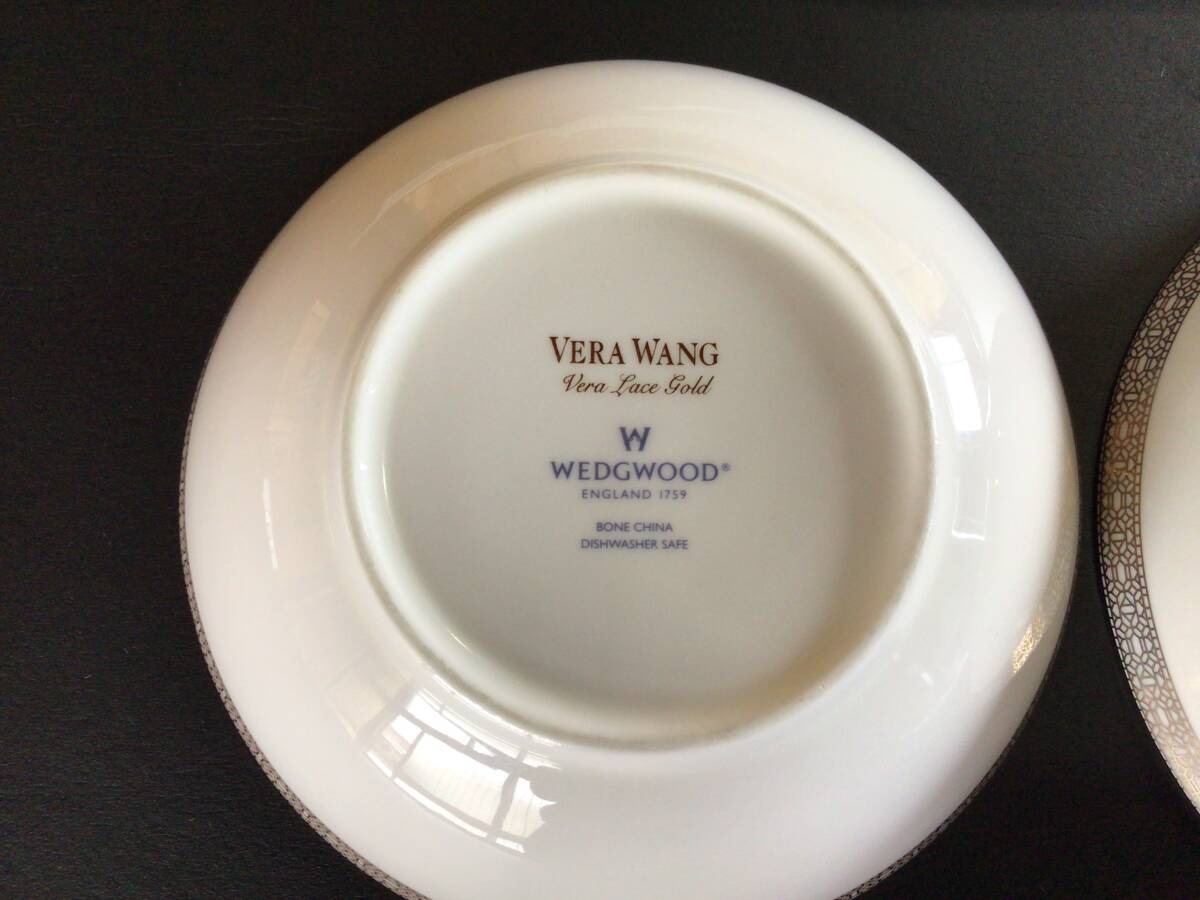 VERA WANG
Vera Lace Gold
W
WEDGWOOD®
ENGLAND 1759
BONE CHINA
DISHWASHER SAFE